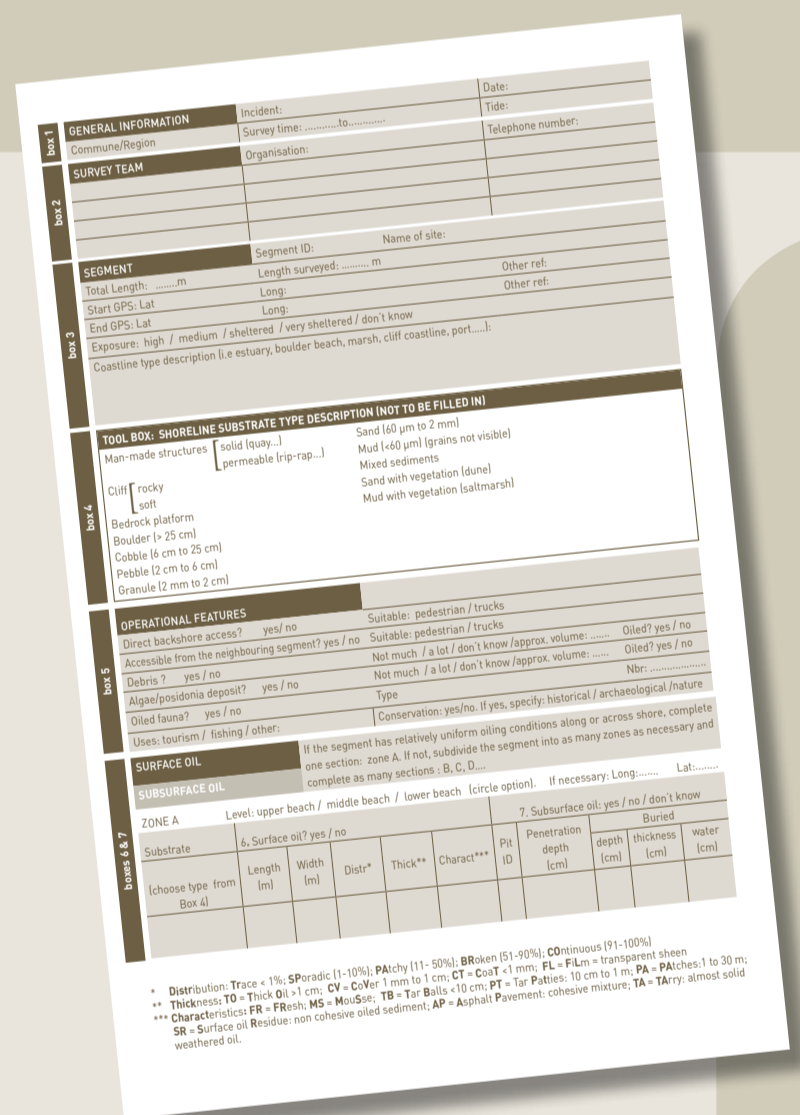 box 1
GENERAL INFORMATION
Incident:
Date:
Commune/Region
Survey time: ............to.............
Tide:
box 2
SURVEY TEAM
Organisation:
Telephone number:
box 3
SEGMENT
Segment ID:
Name of site:
Total Length: ........m
Length surveyed: .......... m
Start GPS: Lat
Long:
Other ref:
End GPS: Lat
Long:
Other ref:
Exposure: high / medium / sheltered / very sheltered / don't know
Coastline type description (i.e estuary, boulder beach, marsh, cliff coastline, port.....):
box 4
TOOL BOX: SHORELINE SUBSTRATE TYPE DESCRIPTION (NOT TO BE FILLED IN)
Man-made structures
solid (quay...)
permeable (rip-rap...)
Cliff
rocky
soft
Bedrock platform
Boulder (> 25 cm)
Cobble (6 cm to 25 cm)
Pebble (2 cm to 6 cm)
Granule (2 mm to 2 cm)
Sand (60 µm to 2 mm)
Mud (<60 µm) (grains not visible)
Mixed sediments
Sand with vegetation (dune)
Mud with vegetation (saltmarsh)
box 5
OPERATIONAL FEATURES
Direct backshore access? yes/ no
Suitable: pedestrian / trucks
Accessible from the neighbouring segment? yes / no
Suitable: pedestrian / trucks
Debris ? yes / no
Not much / a lot / don't know /approx. volume: ....... Oiled? yes / no
Algae/posidonia deposit? yes / no
Not much / a lot / don't know /approx. volume: ...... Oiled? yes / no
Oiled fauna? yes / no
Type
Nbr: ....................
Uses: tourism / fishing / other:
Conservation: yes/no. If yes, specify: historical / archaeological /nature
boxes 6 & 7
SURFACE OIL
SUBSURFACE OIL
If the segment has relatively uniform oiling conditions along or across shore, complete
one section: zone A. If not, subdivide the segment into as many zones as necessary and
complete as many sections : B, C, D....
ZONE A
Level: upper beach / middle beach / lower beach (circle option). If necessary: Long:....... Lat:........
Substrate
6. Surface oil? yes / no
7. Subsurface oil: yes / no / don't know
(choose type from
Box 4)
Length
(m)
Width
(m)
Distr*
Thick**
Charact***
Pit
ID
Penetration
depth
(cm)
Buried
depth
(cm)
thickness
(cm)
water
(cm)
* Distribution: Trace < 1%; SPoradic (1-10%); PAtchy (11- 50%); BRoken (51-90%); COntinuous (91-100%)
** Thickness: TO = Thick Oil >1 cm; CV = CoVer 1 mm to 1 cm; CT = CoaT <1 mm; FL = FiLm = transparent sheen
*** Characteristics: FR = FResh; MS = MouSse; TB = Tar Balls <10 cm; PT = Tar Patties: 10 cm to 1 m; PA = PAtches:1 to 30 m;
SR = Surface oil Residue: non cohesive oiled sediment; AP = Asphalt Pavement: cohesive mixture; TA = TArry: almost solid
weathered oil.